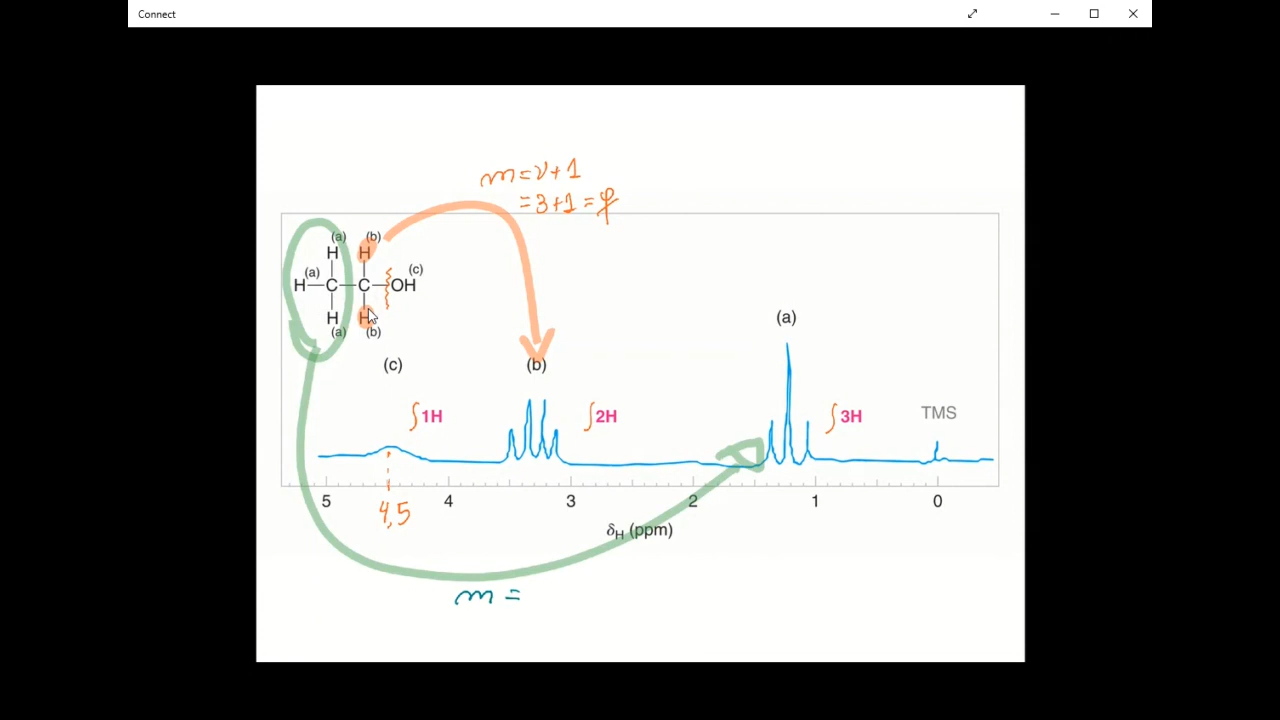 Connect
m=ν+1
=3+1=4
(a) (b)
H H
(a) (c)
H C C OH
H H
(a) (b)
(a)
(c) (b)
∫1H ∫2H ∫3H TMS
5 4 3 2 1 0
4,5
δH (ppm)
m =